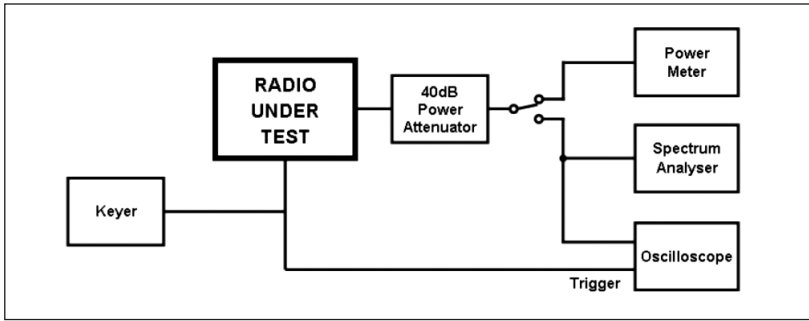 RADIO
UNDER
TEST
40dB
Power
Attenuator
Power
Meter
Spectrum
Analyser
Keyer
Oscilloscope
Trigger